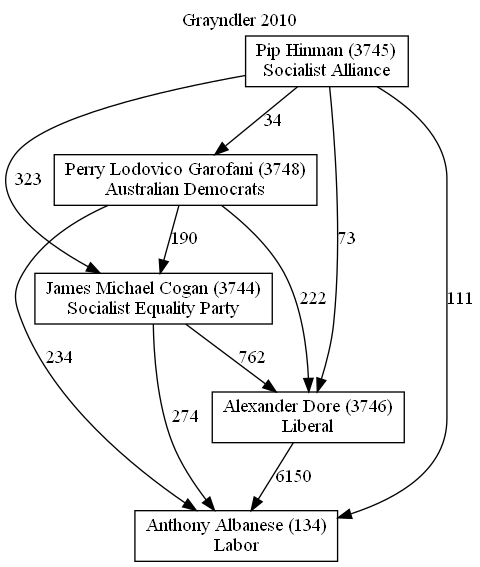 Grayndler 2010
Pip Hinman (3745)
Socialist Alliance
34
Perry Lodovico Garofani (3748)
Australian Democrats
323
190
73
James Michael Cogan (3744)
Socialist Equality Party
222
111
234
762
Alexander Dore (3746)
Liberal
274
6150
Anthony Albanese (134)
Labor